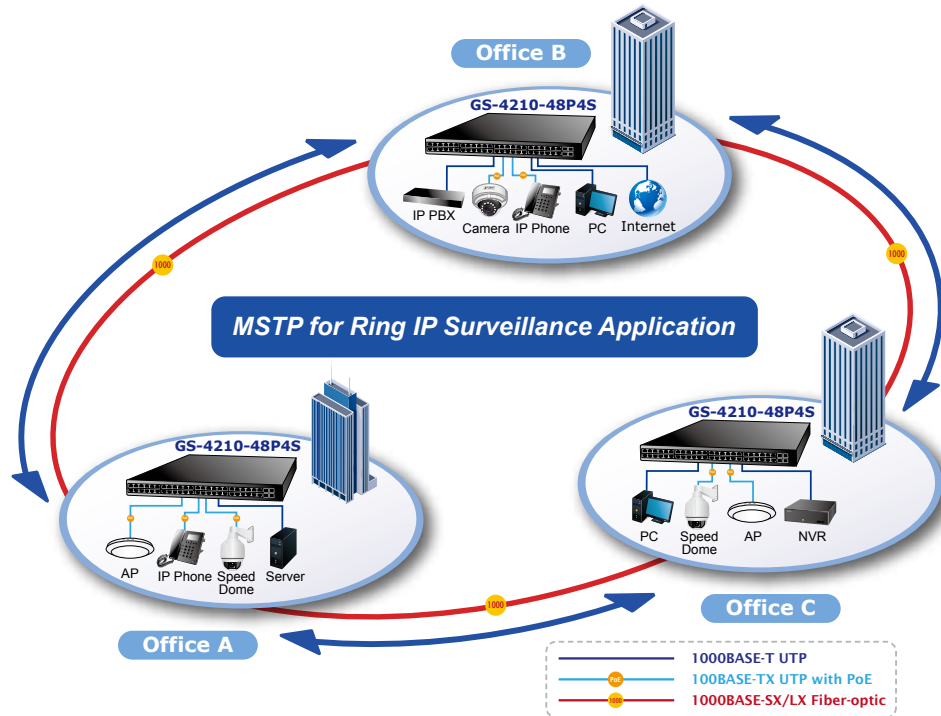 Office B
GS-4210-48P4S
IP PBX
Camera
IP Phone
PC
Internet
1000
1000
MSTP for Ring IP Surveillance Application
GS-4210-48P4S
AP
IP Phone
Speed
Dome
Server
Office A
GS-4210-48P4S
PC
Speed
Dome
AP
NVR
Office C
1000
1000BASE-T UTP
PoE
100BASE-TX UTP with PoE
1000
1000BASE-SX/LX Fiber-optic